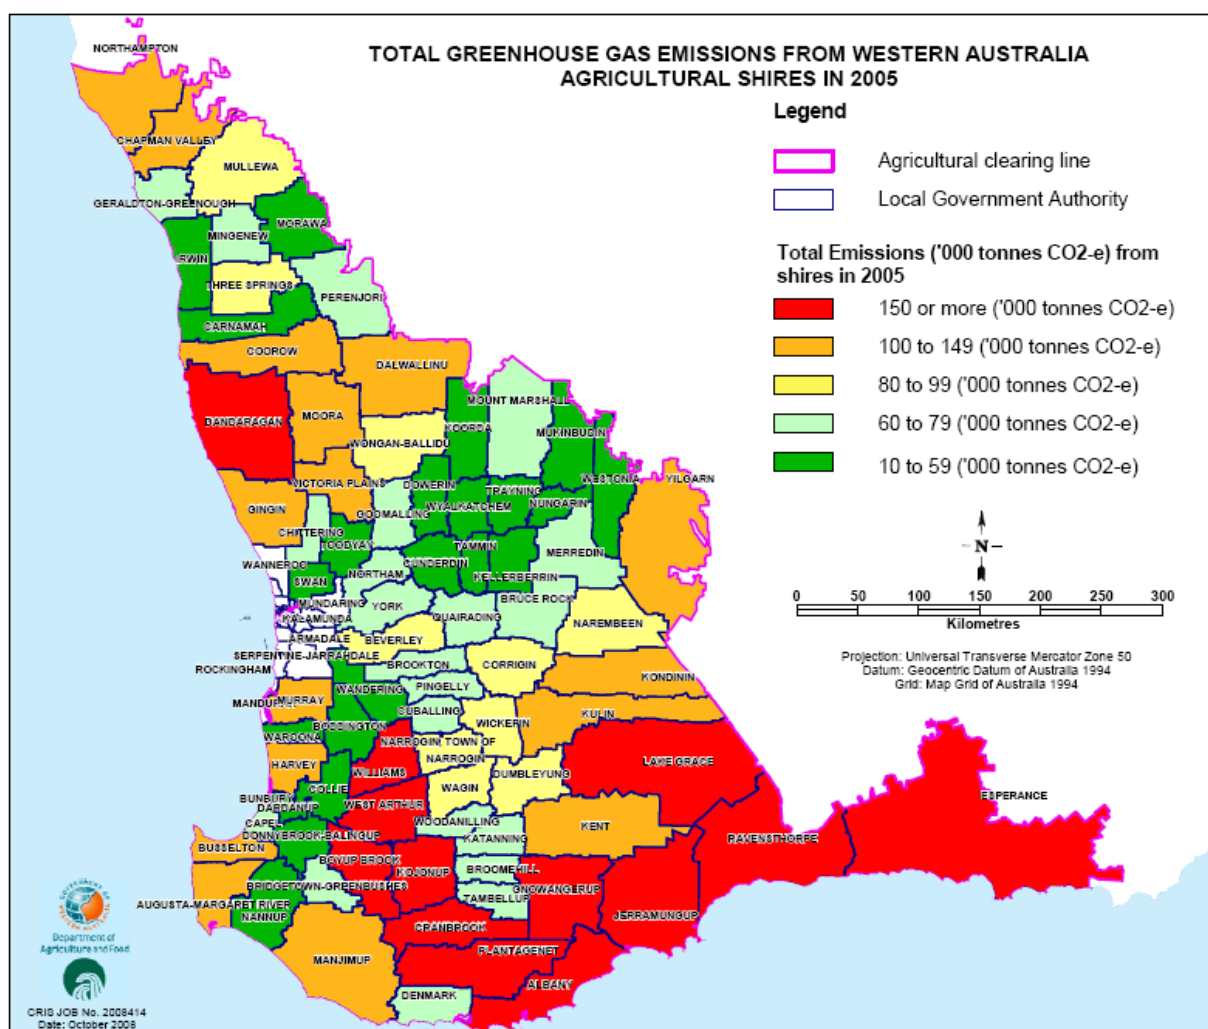 TOTAL GREENHOUSE GAS EMISSIONS FROM WESTERN AUSTRALIA
AGRICULTURAL SHIRES IN 2005
Legend
Agricultural clearing line
Local Government Authority
Total Emissions ('000 tonnes CO2-e) from
shires in 2005
150 or more ('000 tonnes CO2-e)
100 to 149 ('000 tonnes CO2-e)
80 to 99 ('000 tonnes CO2-e)
60 to 79 ('000 tonnes CO2-e)
10 to 59 ('000 tonnes CO2-e)
N
0 50 100 150 200 250 300
Kilometres
Projection: Universal Transverse Mercator Zone 50
Datum: Geocentric Datum of Australia 1994
Grid: Map Grid of Australia 1994
NORTHAMPTON
CHAPMAN VALLEY
MULLEWA
GERALDTON-GREENOUGH
MORAWA
MINGENEW
IRWIN
THREE SPRINGS
PERENJORI
CARNAMAH
COOROW
DALWALLINU
MOUNT MARSHALL
DANDARAGAN
MOORA
KOORDA
MUKINBUDIN
WONGAN-BALLIDU
VICTORIA PLAINS
DOWERIN
TRAYNING
WESTONIA
YILGARN
GINGIN
GOOMALLING
WYALKATCHEM
NUNGARIN
CHITTERING
TOODYAY
TAMMIN
MERREDIN
WANNEROO
CUNDERDIN
SWAN
NORTHAM
KELLERBERRIN
MUNDARING
YORK
BRUCE ROCK
KALAMUNDA
QUAIRADING
NAREMBEEN
ARMADALE
BEVERLEY
SERPENTINE-JARRAHDALE
ROCKINGHAM
BROOKTON
CORRIGIN
KONDININ
WANDERING
PINGELLY
MANDURAH
MURRAY
CUBALLING
KULIN
BODDINGTON
WICKERIN
WAROONA
NARROGIN, TOWN OF
NARROGIN
HARVEY
WILLIAMS
DUMBLEYUNG
LAKE GRACE
COLLIE
WAGIN
ESPERANCE
BUNBURY
DARDANUP
WEST ARTHUR
CAPEL
WOODANILLING
KENT
DONNYBROOK-BALINGUP
KATANNING
RAVENSTHORPE
BUSSELTON
BOYUP BROOK
KOJONUP
BROOMEHILL
BRIDGETOWN-GREENBUSHES
GNOWANGERUP
AUGUSTA-MARGARET RIVER
TAMBELLUP
NANNUP
JERRAMUNGUP
CRANBROOK
PLANTAGENET
MANJIMUP
ALBANY
DENMARK
GOVERNMENT OF
WESTERN AUSTRALIA
Department of
Agriculture and Food
CRIS JOB No. 2008414
Date: October 2008